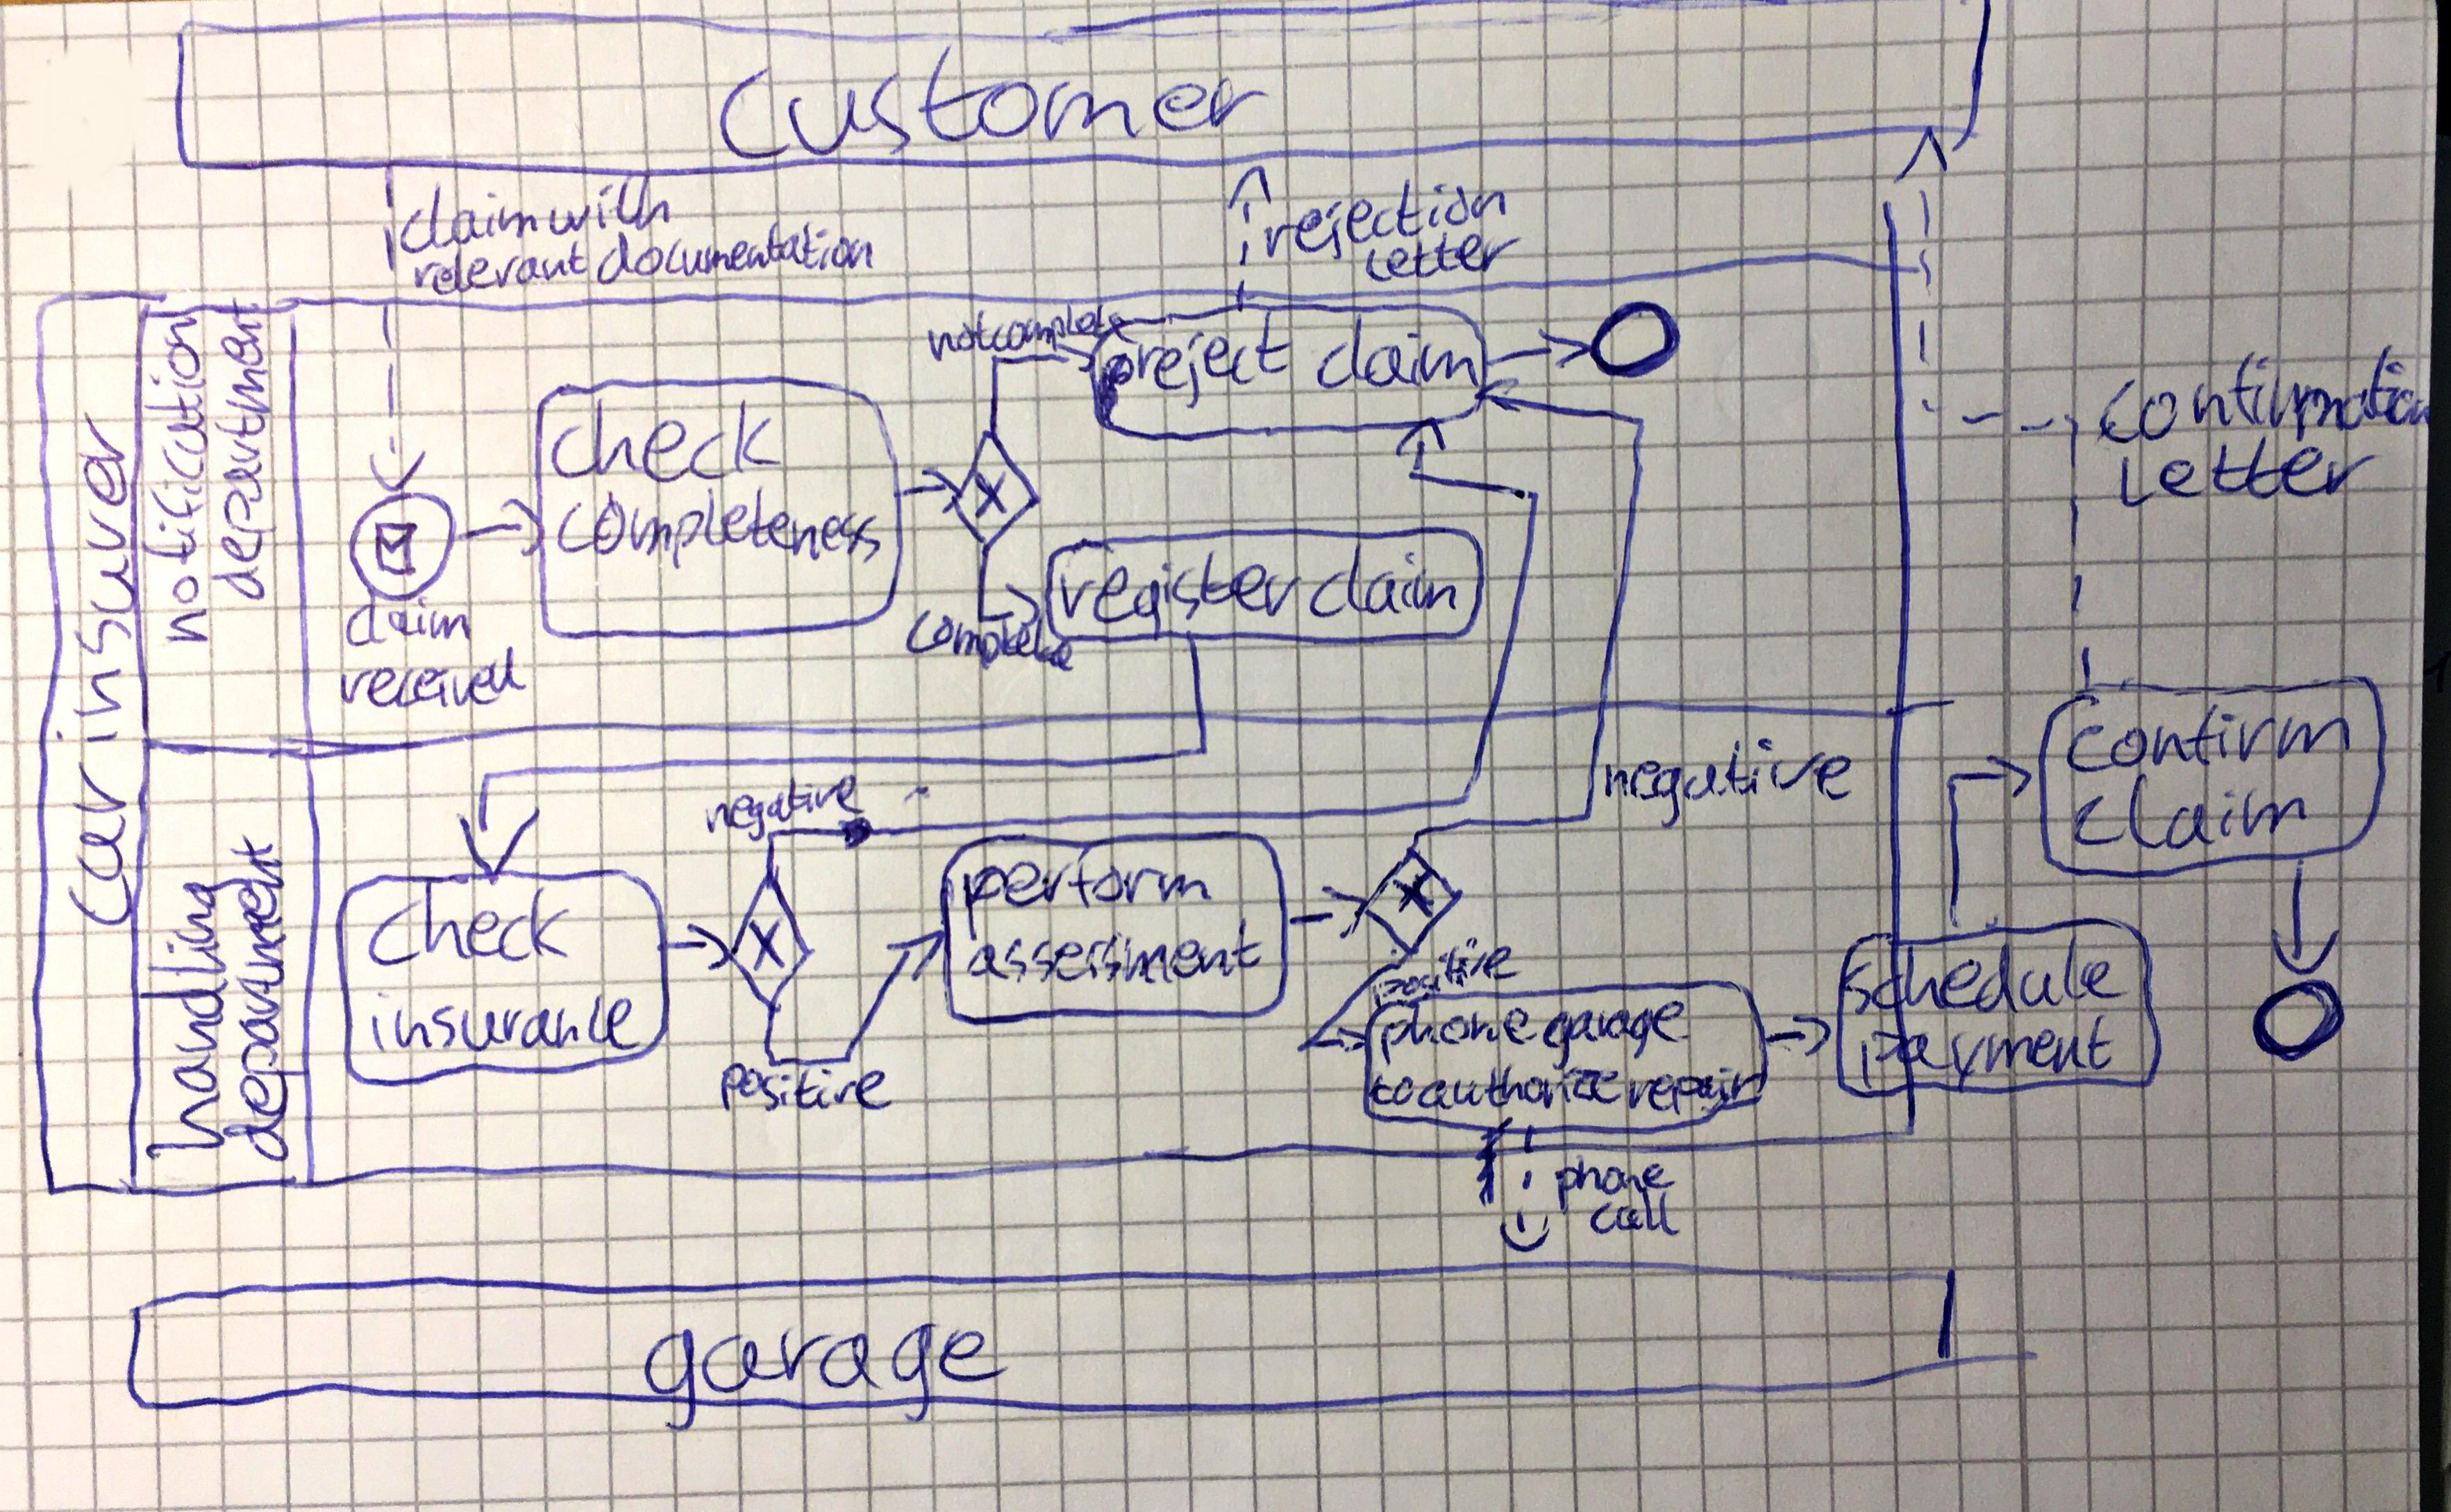 customer
claim with
relevant documentation
rejection
letter
car insurer
notification
department
not complete
reject claim
confirmation
letter
check
completeness
X
claim
received
complete
register claim
handling
department
negative
negative
confirm
claim
check
insurance
X
positive
perform
assessment
X
positive
phone garage
to authorize repair
schedule
payment
phone
call
garage